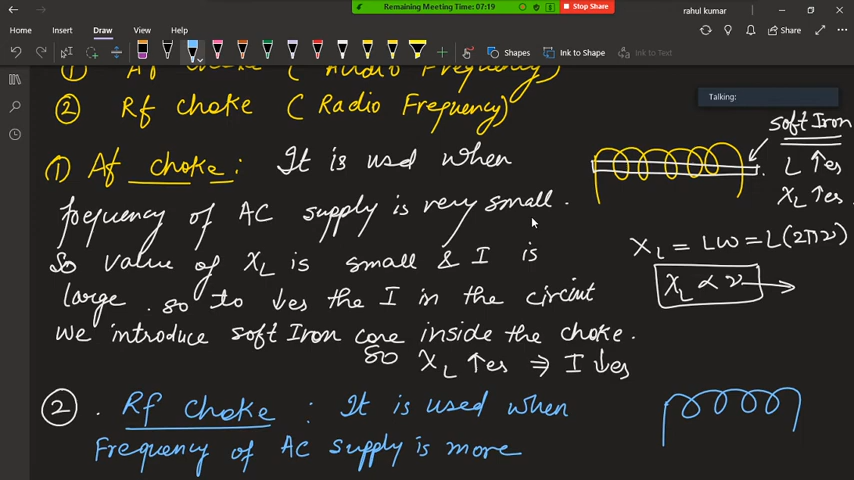 Remaining Meeting Time: 07:19
Stop Share
rahul kumar
Home Insert Draw View Help
Share
Shapes
Ink to Shape
Ink to Text
Talking:
① Af choke (Audio Frequency)
② Rf choke (Radio Frequency)
① Af choke: It is used when
frequency of AC supply is very small.
So value of XL is small & I is
large. so to ↓es the I in the circuit
we introduce soft Iron core inside the choke.
so XL ↑es ⇒ I ↓es
soft Iron
L ↑es
XL ↑es
XL = Lω = L(2πν)
XL ∝ ν
②. Rf choke: It is used when
Frequency of AC supply is more